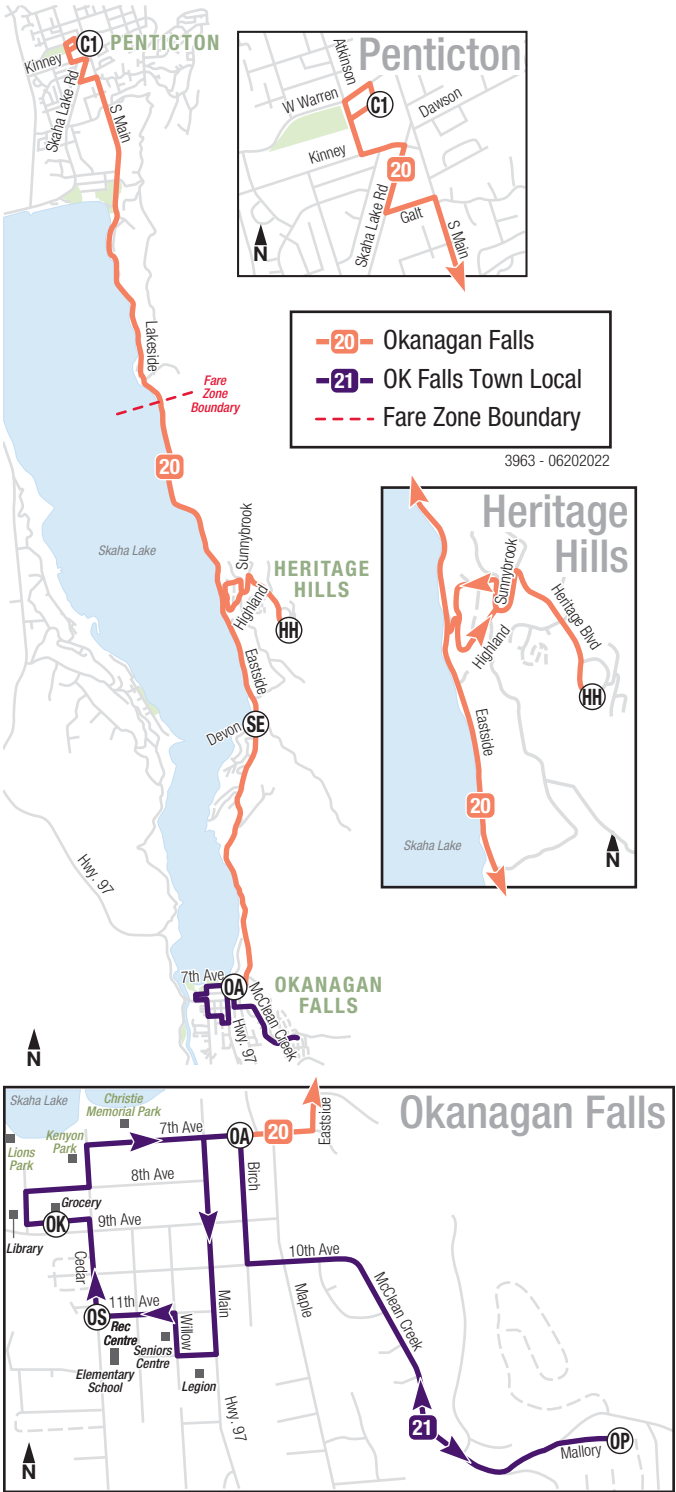 C1
PENTICTON
Kinney
Skaha Lake Rd
S Main
Lakeside
Fare
Zone
Boundary
20
Skaha Lake
Sunnybrook
HERITAGE
HILLS
Highland
HH
Eastside
Devon
SE
Hwy. 97
7th Ave
OA
OKANAGAN
FALLS
McClean Creek
Hwy. 97
N
Penticton
Atkinson
W Warren
C1
Dawson
Kinney
20
Skaha Lake Rd
Galt
S Main
N
20 Okanagan Falls
21 OK Falls Town Local
Fare Zone Boundary
3963 - 06202022
Heritage
Hills
Sunnybrook
Heritage Blvd
Highland
HH
Eastside
20
Skaha Lake
N
Okanagan Falls
Skaha Lake
Christie
Memorial Park
7th Ave
OA
20
Eastside
Lions
Park
Kenyon
Park
8th Ave
Birch
Grocery
OK
9th Ave
Library
Cedar
10th Ave
McClean Creek
Main
Maple
11th Ave
OS
Rec
Centre
Willow
Seniors
Centre
Elementary
School
Legion
Hwy. 97
21
Mallory
OP
N